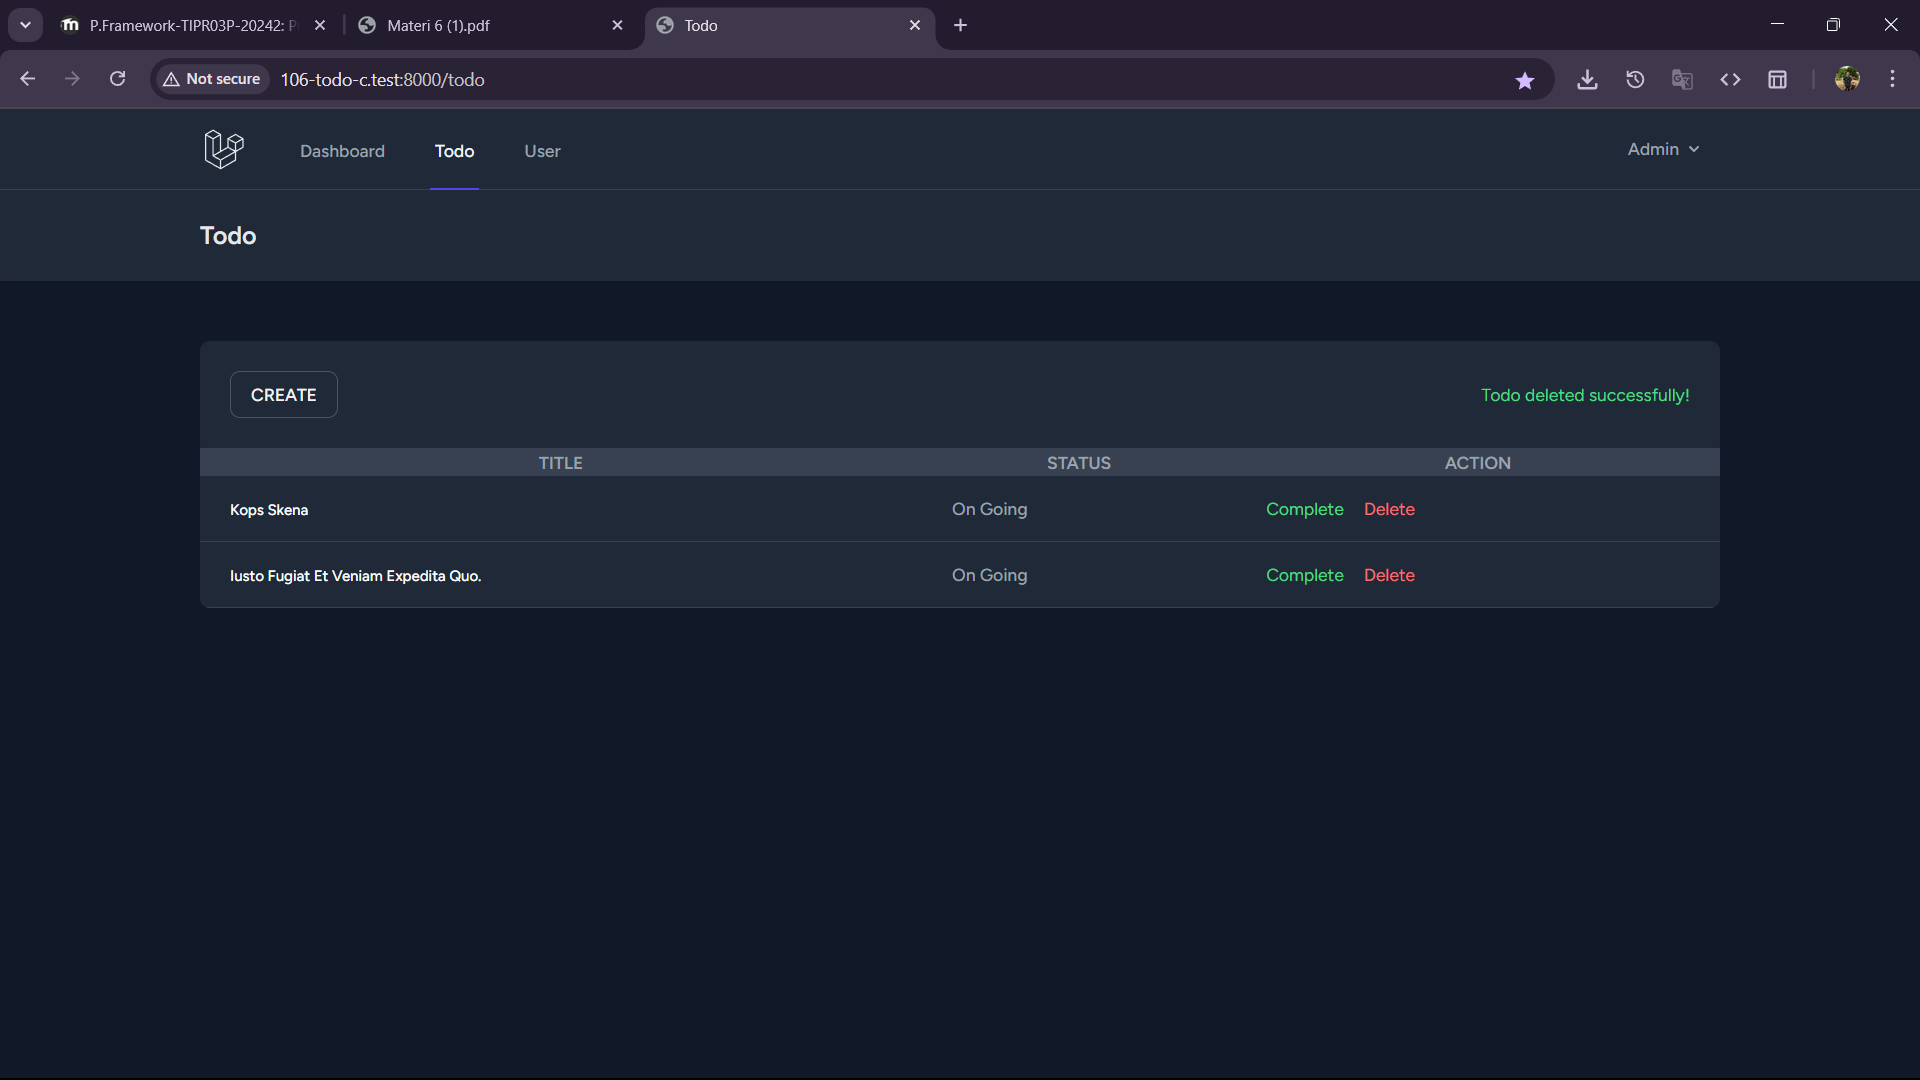 P.Framework-TIPR03P-20242:
Materi 6 (1).pdf
Todo
Not secure
106-todo-c.test:8000/todo
Dashboard
Todo
User
Admin
Todo
CREATE
Todo deleted successfully!
TITLE STATUS ACTION
Kops Skena On Going Complete Delete
Iusto Fugiat Et Veniam Expedita Quo. On Going Complete Delete